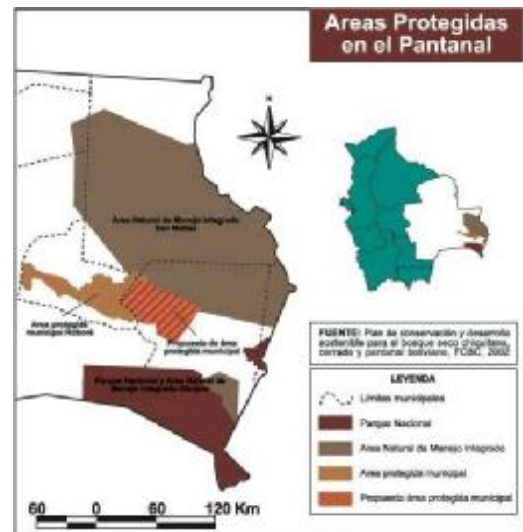 Areas Protegidas
en el Pantanal
N
Area Natural de Manejo Integrado
San Matias
Area protegida
municipal Roboré
Propuesta de área
protegida municipal
Parque Nacional y Area Natural de
Manejo Integrado Otuquis
FUENTE: Plan de conservación y desarrollo
sostenible para el bosque seco chiquitano,
cerrado y pantanal boliviano, FCBC, 2002
LEYENDA
Límites municipales
Parque Nacional
Area Natural de Manejo Integrado
Area protegida municipal
Propuesta área protegida municipal
60 0 60 120 Km